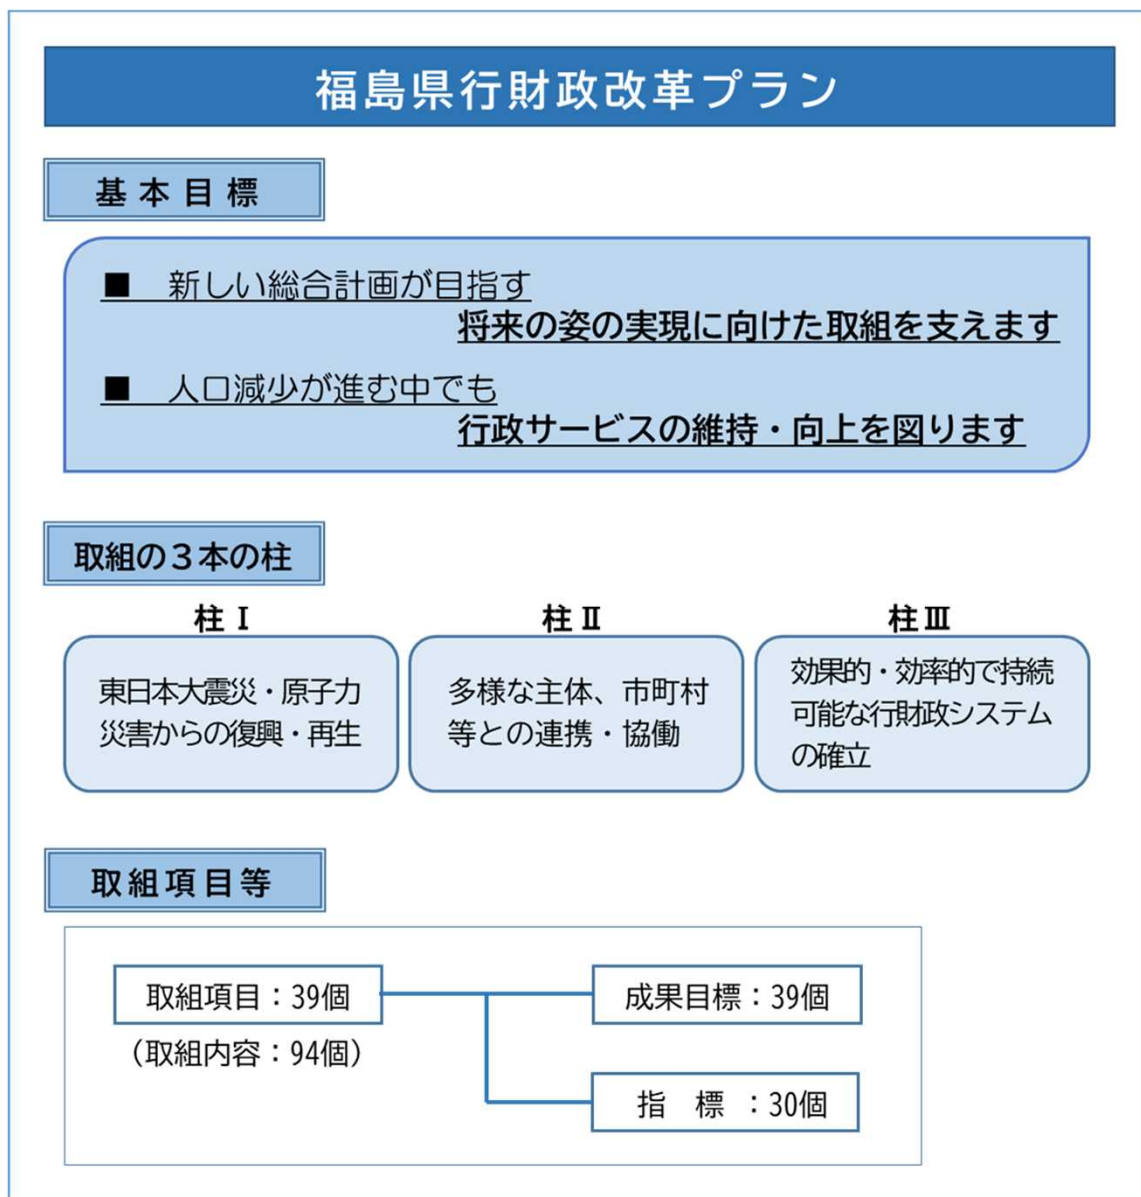 福島県行財政改革プラン
基本目標
■　新しい総合計画が目指す
将来の姿の実現に向けた取組を支えます
■　人口減少が進む中でも
行政サービスの維持・向上を図ります
取組の３本の柱
柱Ⅰ
東日本大震災・原子力
災害からの復興・再生
柱Ⅱ
多様な主体、市町村
等との連携・協働
柱Ⅲ
効果的・効率的で持続
可能な行財政システム
の確立
取組項目等
取組項目：39個
（取組内容：94個）
成果目標：39個
指　標　：30個